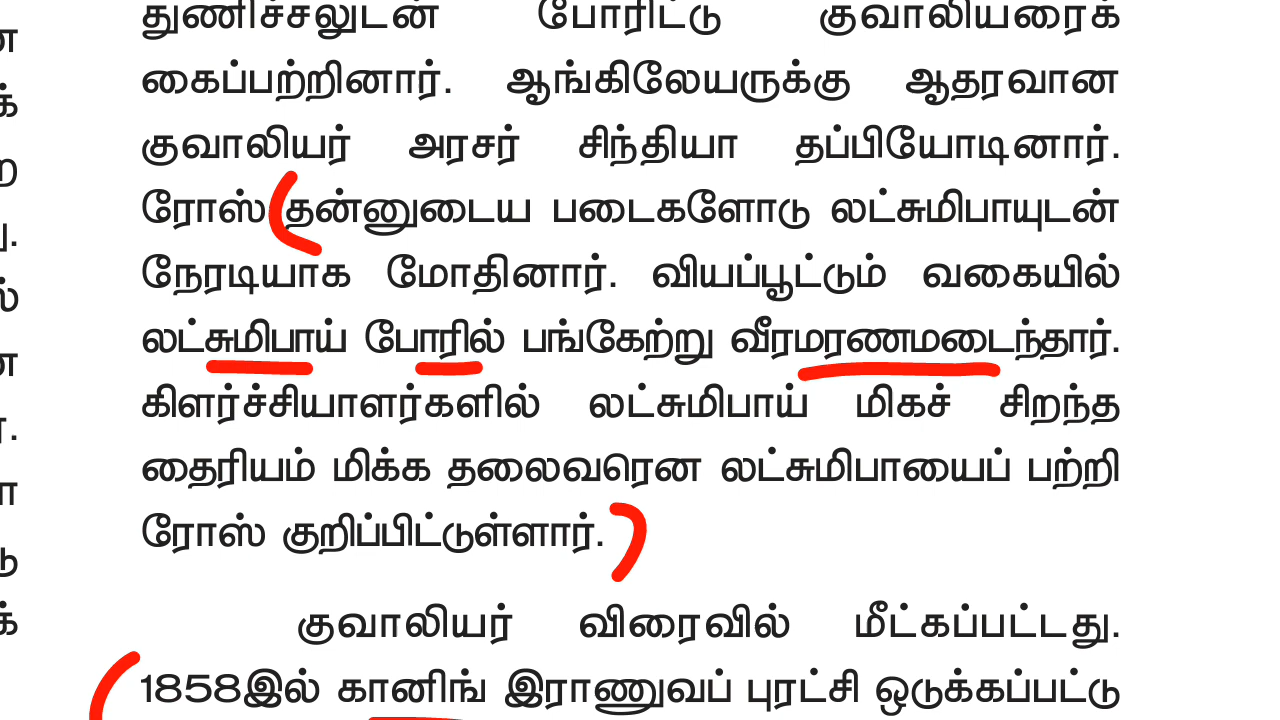 துணிச்சலுடன் போரிட்டு குவாலியரைக்
கைப்பற்றினார். ஆங்கிலேயருக்கு ஆதரவான
குவாலியர் அரசர் சிந்தியா தப்பியோடினார்.
ரோஸ் தன்னுடைய படைகளோடு லட்சுமிபாயுடன்
நேரடியாக மோதினார். வியப்பூட்டும் வகையில்
லட்சுமிபாய் போரில் பங்கேற்று வீரமரணமடைந்தார்.
கிளர்ச்சியாளர்களில் லட்சுமிபாய் மிகச் சிறந்த
தைரியம் மிக்க தலைவரென லட்சுமிபாயைப் பற்றி
ரோஸ் குறிப்பிட்டுள்ளார்.
குவாலியர் விரைவில் மீட்கப்பட்டது.
1858இல் கானிங் இராணுவப் புரட்சி ஒடுக்கப்பட்டு